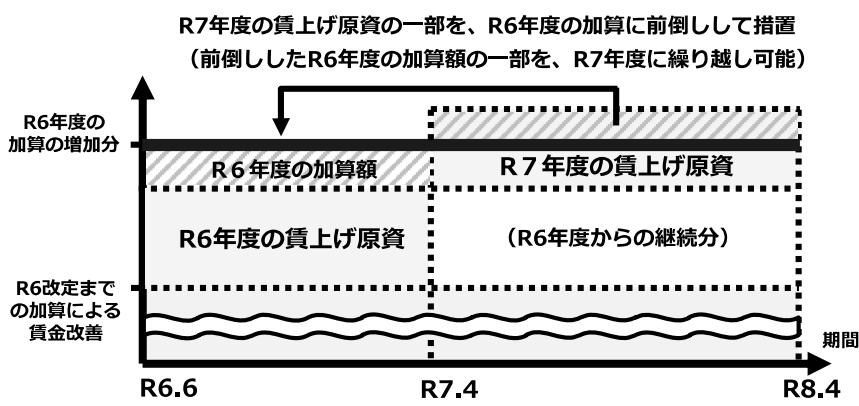 R7年度の賃上げ原資の一部を、R6年度の加算に前倒しして措置
（前倒ししたR6年度の加算額の一部を、R7年度に繰り越し可能）
R6年度の
加算の増加分
R６年度の加算額
R７年度の賃上げ原資
R6年度の賃上げ原資
（R6年度からの継続分）
R6改定まで
の加算による
賃金改善
期間
R6.6
R7.4
R8.4